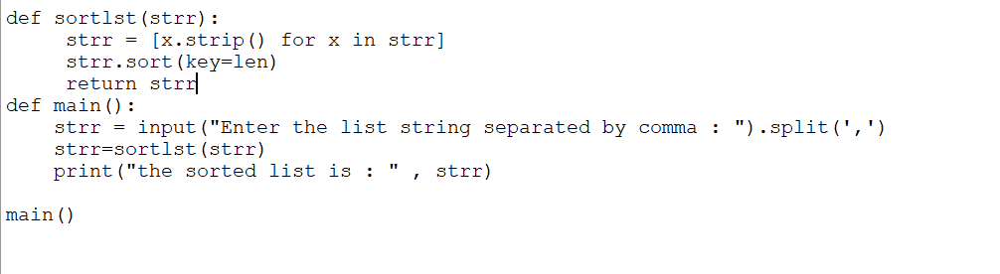 def sortlst(strr):
     strr = [x.strip() for x in strr]
     strr.sort(key=len)
     return strr
def main():
    strr = input("Enter the list string separated by comma : ").split(',')
    strr=sortlst(strr)
    print("the sorted list is : " , strr)

main()